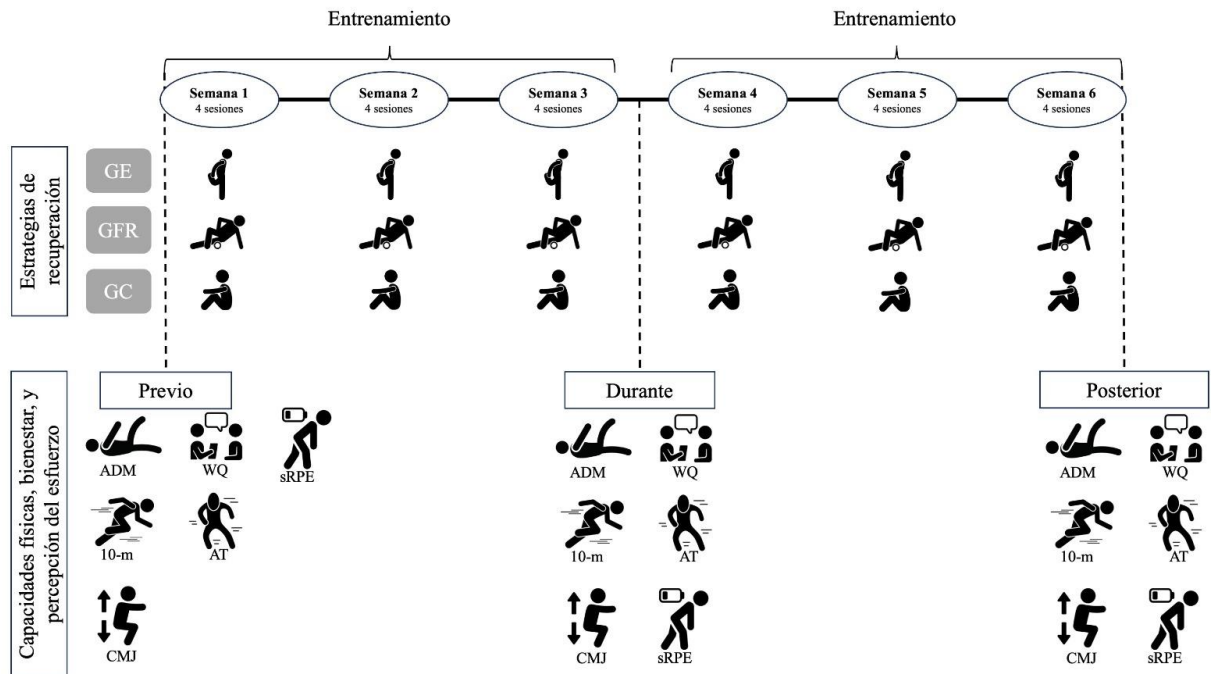 Entrenamiento
Entrenamiento
Semana 1
4 sesiones
Semana 2
4 sesiones
Semana 3
4 sesiones
Semana 4
4 sesiones
Semana 5
4 sesiones
Semana 6
4 sesiones
Estrategias de
recuperación
GE
GFR
GC
Capacidades físicas, bienestar, y
percepción del esfuerzo
Previo
ADM
WQ
sRPE
10-m
AT
CMJ
Durante
ADM
WQ
10-m
AT
CMJ
sRPE
Posterior
ADM
WQ
10-m
AT
CMJ
sRPE